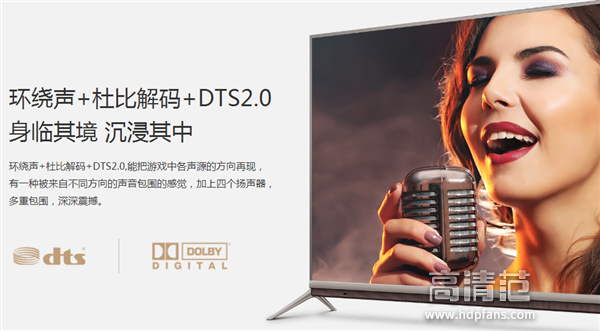 环绕声+杜比解码+DTS2.0
身临其境 沉浸其中
环绕声+杜比解码+DTS2.0,能把游戏中各声源的方向再现，
有一种被来自不同方向的声音包围的感觉，加上四个扬声器，
多重包围，深深震撼。
dts
DOLBY
DIGITAL
高清范
www.hdpfans.com